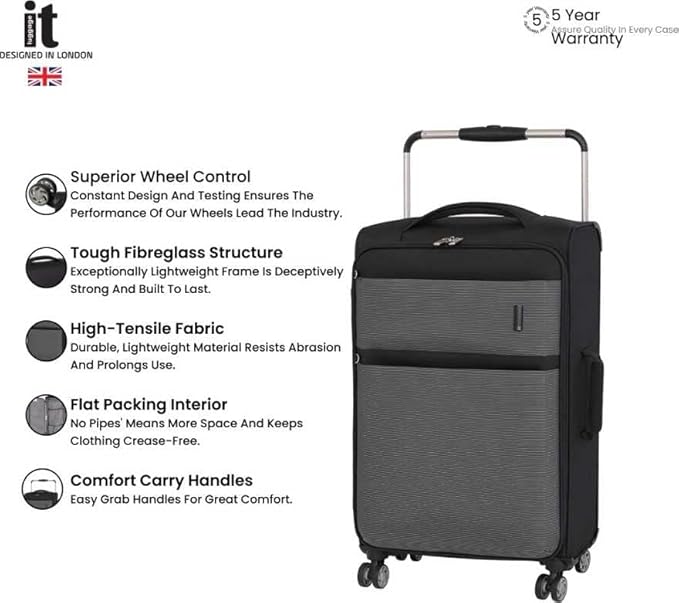 it
luggage
DESIGNED IN LONDON
5
5 Year
Assure Quality In Every Case
Warranty
Superior Wheel Control
Constant Design And Testing Ensures The
Performance Of Our Wheels Lead The Industry.
Tough Fibreglass Structure
Exceptionally Lightweight Frame Is Deceptively
Strong And Built To Last.
High-Tensile Fabric
Durable, Lightweight Material Resists Abrasion
And Prolongs Use.
Flat Packing Interior
No Pipes' Means More Space And Keeps
Clothing Crease-Free.
Comfort Carry Handles
Easy Grab Handles For Great Comfort.